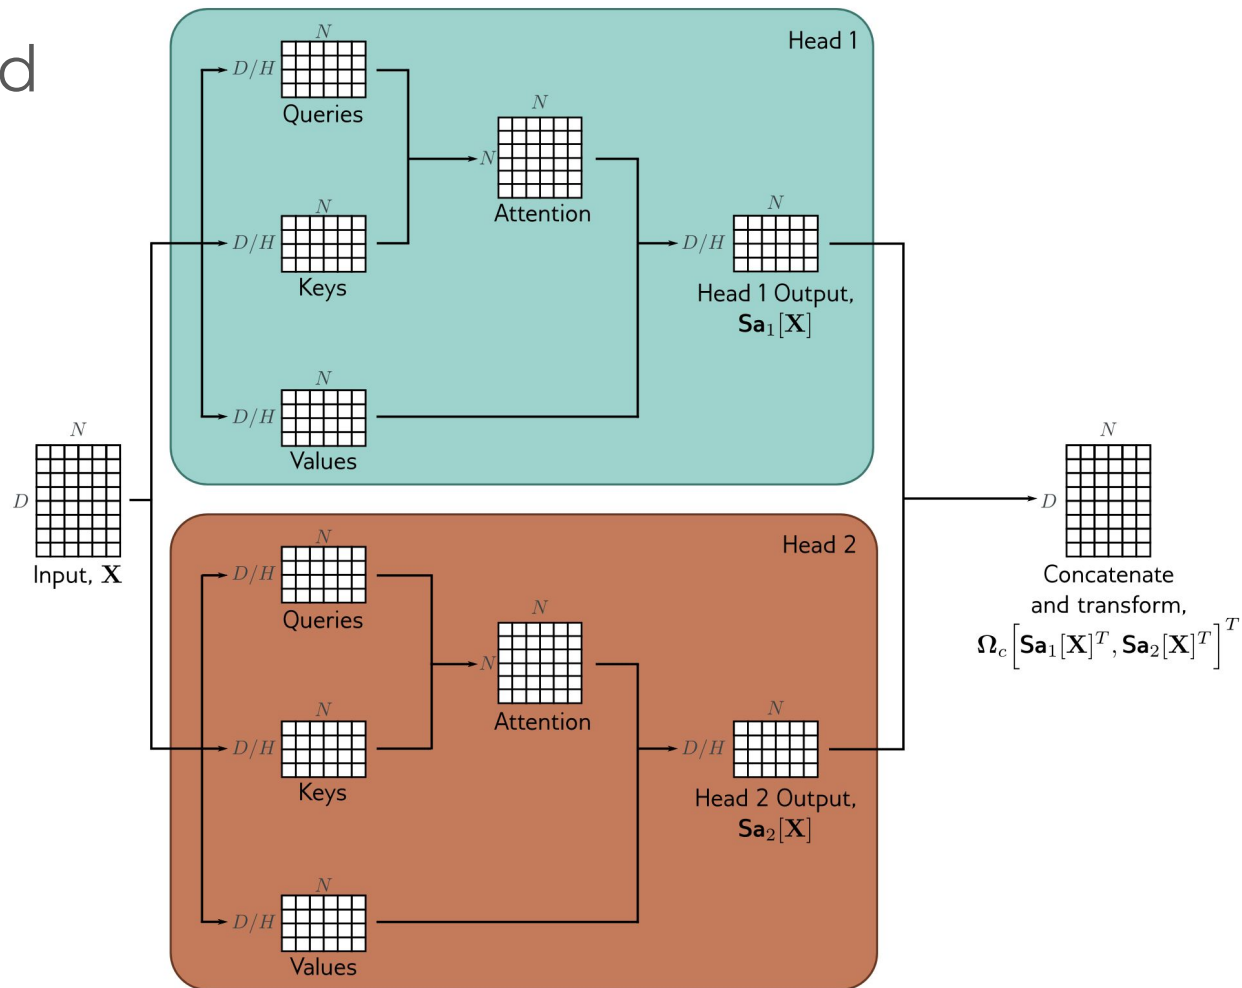 d
Head 1
N
D/H
Queries
N
N
Attention
N
D/H
Keys
N
D/H
Head 1 Output,
Sa₁[X]
N
D/H
Values
N
D
Input, X
Head 2
N
D/H
Queries
N
N
Attention
N
D/H
Keys
N
D/H
Head 2 Output,
Sa₂[X]
N
D/H
Values
N
D
Concatenate
and transform,
Ω_c[Sa₁[X]ᵀ, Sa₂[X]ᵀ]ᵀ